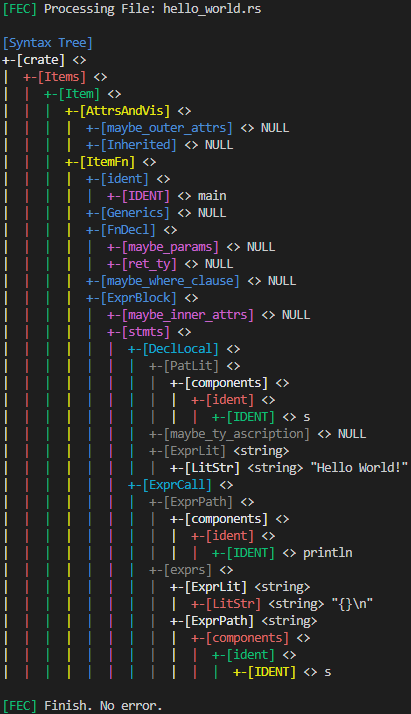 [FEC] Processing File: hello_world.rs
[Syntax Tree]
+-[crate] <>
| +-[Items] <>
| | +-[Item] <>
| | | +-[AttrsAndVis] <>
| | | | +-[maybe_outer_attrs] <> NULL
| | | | +-[Inherited] <> NULL
| | | +-[ItemFn] <>
| | | | +-[ident] <>
| | | | | +-[IDENT] <> main
| | | | +-[Generics] <> NULL
| | | | +-[FnDecl] <>
| | | | | +-[maybe_params] <> NULL
| | | | | +-[ret_ty] <> NULL
| | | | +-[maybe_where_clause] <> NULL
| | | | +-[ExprBlock] <>
| | | | | +-[maybe_inner_attrs] <> NULL
| | | | | +-[stmts] <>
| | | | | | +-[DeclLocal] <>
| | | | | | | +-[PatLit] <>
| | | | | | | | +-[components] <>
| | | | | | | | | +-[ident] <>
| | | | | | | | | | +-[IDENT] <> s
| | | | | | | +-[maybe_ty_ascription] <> NULL
| | | | | | | +-[ExprLit] <string>
| | | | | | | | +-[LitStr] <string> "Hello World!"
| | | | | | +-[ExprCall] <>
| | | | | | | +-[ExprPath] <>
| | | | | | | | +-[components] <>
| | | | | | | | | +-[ident] <>
| | | | | | | | | | +-[IDENT] <> println
| | | | | | | +-[exprs] <>
| | | | | | | | +-[ExprLit] <string>
| | | | | | | | | +-[LitStr] <string> "{}\n"
| | | | | | | | +-[ExprPath] <string>
| | | | | | | | | +-[components] <>
| | | | | | | | | | +-[ident] <>
| | | | | | | | | | | +-[IDENT] <> s
[FEC] Finish. No error.